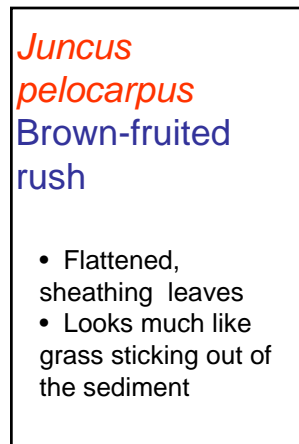 Juncus
pelocarpus
Brown-fruited
rush
• Flattened,
sheathing leaves
• Looks much like
grass sticking out of
the sediment